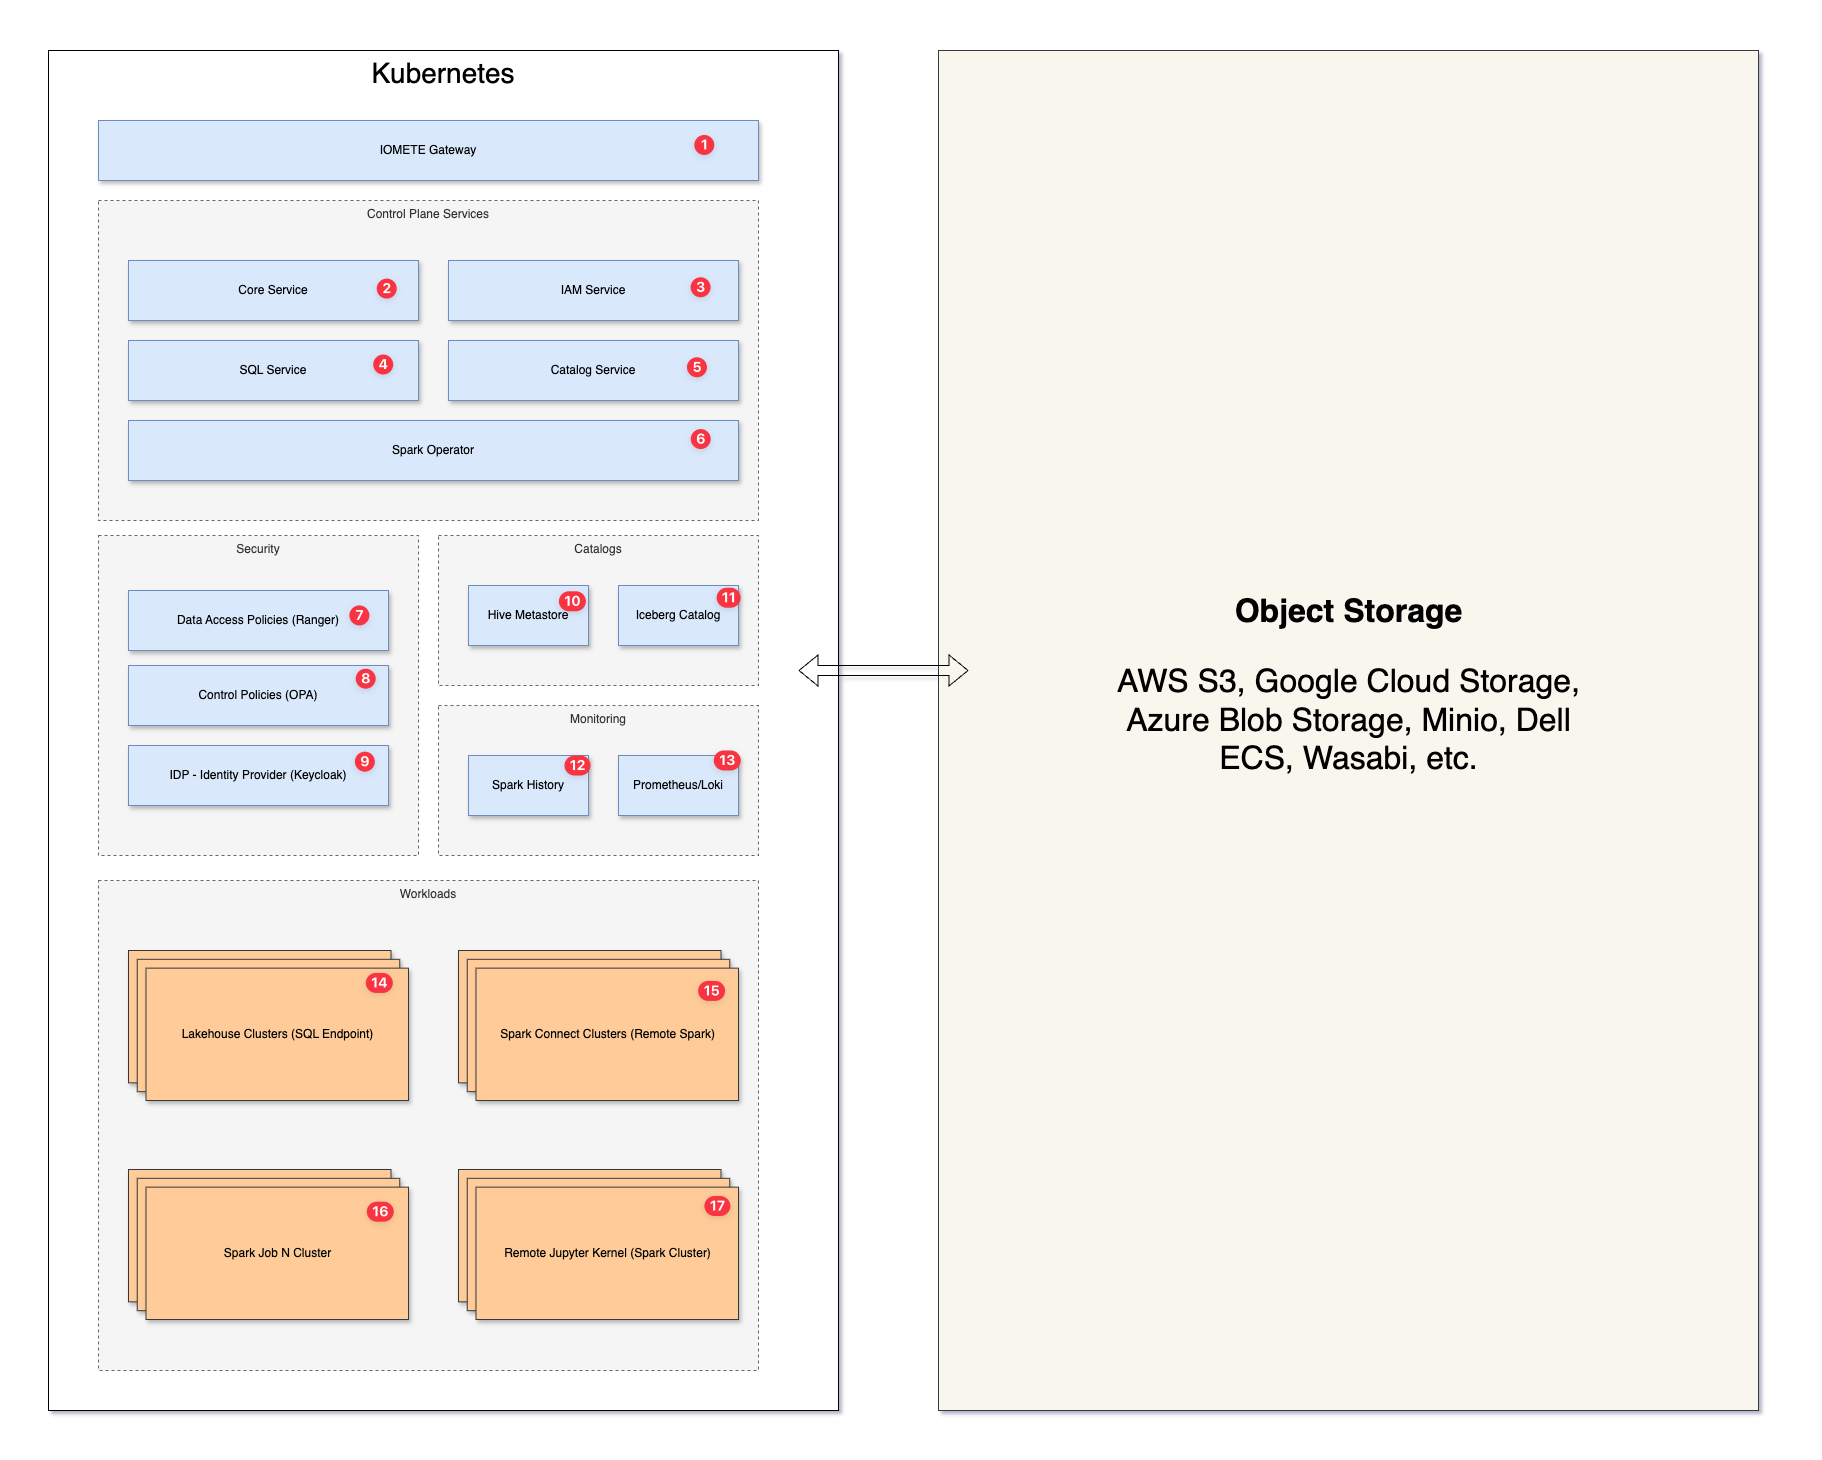 Kubernetes
IOMETE Gateway
1
Control Plane Services
Core Service
2
IAM Service
3
SQL Service
4
Catalog Service
5
Spark Operator
6
Security
Data Access Policies (Ranger)
7
Control Policies (OPA)
8
IDP - Identity Provider (Keycloak)
9
Catalogs
Hive Metastore
10
Iceberg Catalog
11
Monitoring
Spark History
12
Prometheus/Loki
13
Workloads
Lakehouse Clusters (SQL Endpoint)
14
Spark Connect Clusters (Remote Spark)
15
Spark Job N Cluster
16
Remote Jupyter Kernel (Spark Cluster)
17
Object Storage
AWS S3, Google Cloud Storage,
Azure Blob Storage, Minio, Dell
ECS, Wasabi, etc.